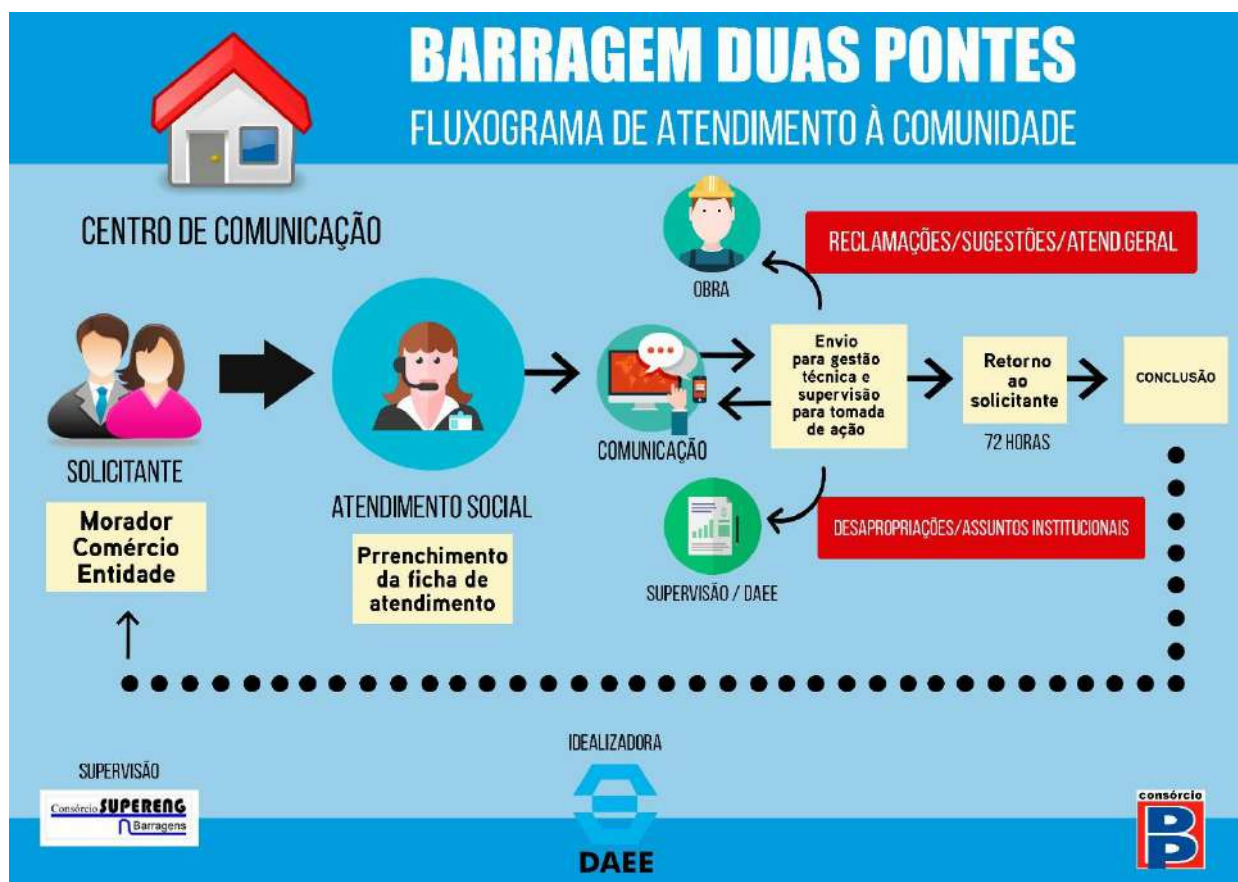 BARRAGEM DUAS PONTES
FLUXOGRAMA DE ATENDIMENTO À COMUNIDADE
CENTRO DE COMUNICAÇÃO
SOLICITANTE
Morador
Comércio
Entidade
ATENDIMENTO SOCIAL
Prrenchimento
da ficha de
atendimento
COMUNICAÇÃO
OBRA
RECLAMAÇÕES/SUGESTÕES/ATEND.GERAL
Envio
para gestão
técnica e
supervisão
para tomada
de ação
SUPERVISÃO / DAEE
DESAPROPRIAÇÕES/ASSUNTOS INSTITUCIONAIS
Retorno
ao
solicitante
72 HORAS
CONCLUSÃO
SUPERVISÃO
Consórcio SUPERENG
Barragens
IDEALIZADORA
DAEE
consórcio
BP